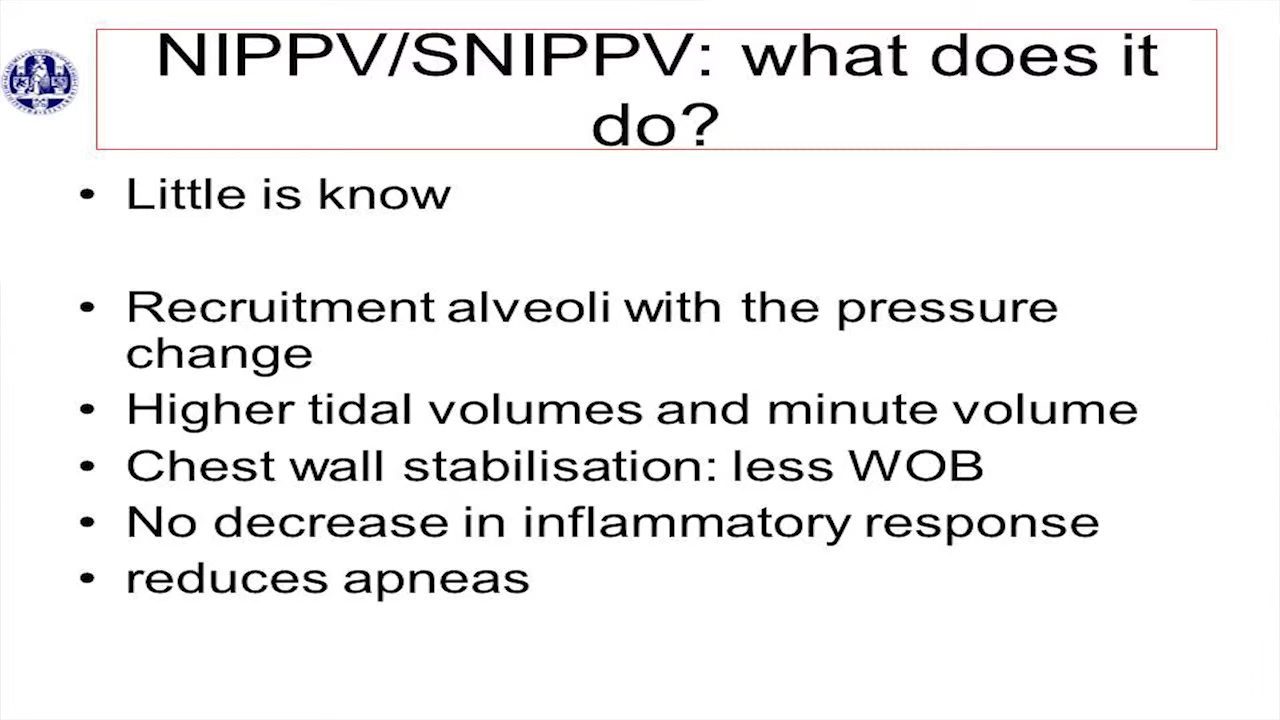 NIPPV/SNIPPV: what does it
do?
• Little is know
• Recruitment alveoli with the pressure
change
• Higher tidal volumes and minute volume
• Chest wall stabilisation: less WOB
• No decrease in inflammatory response
• reduces apneas